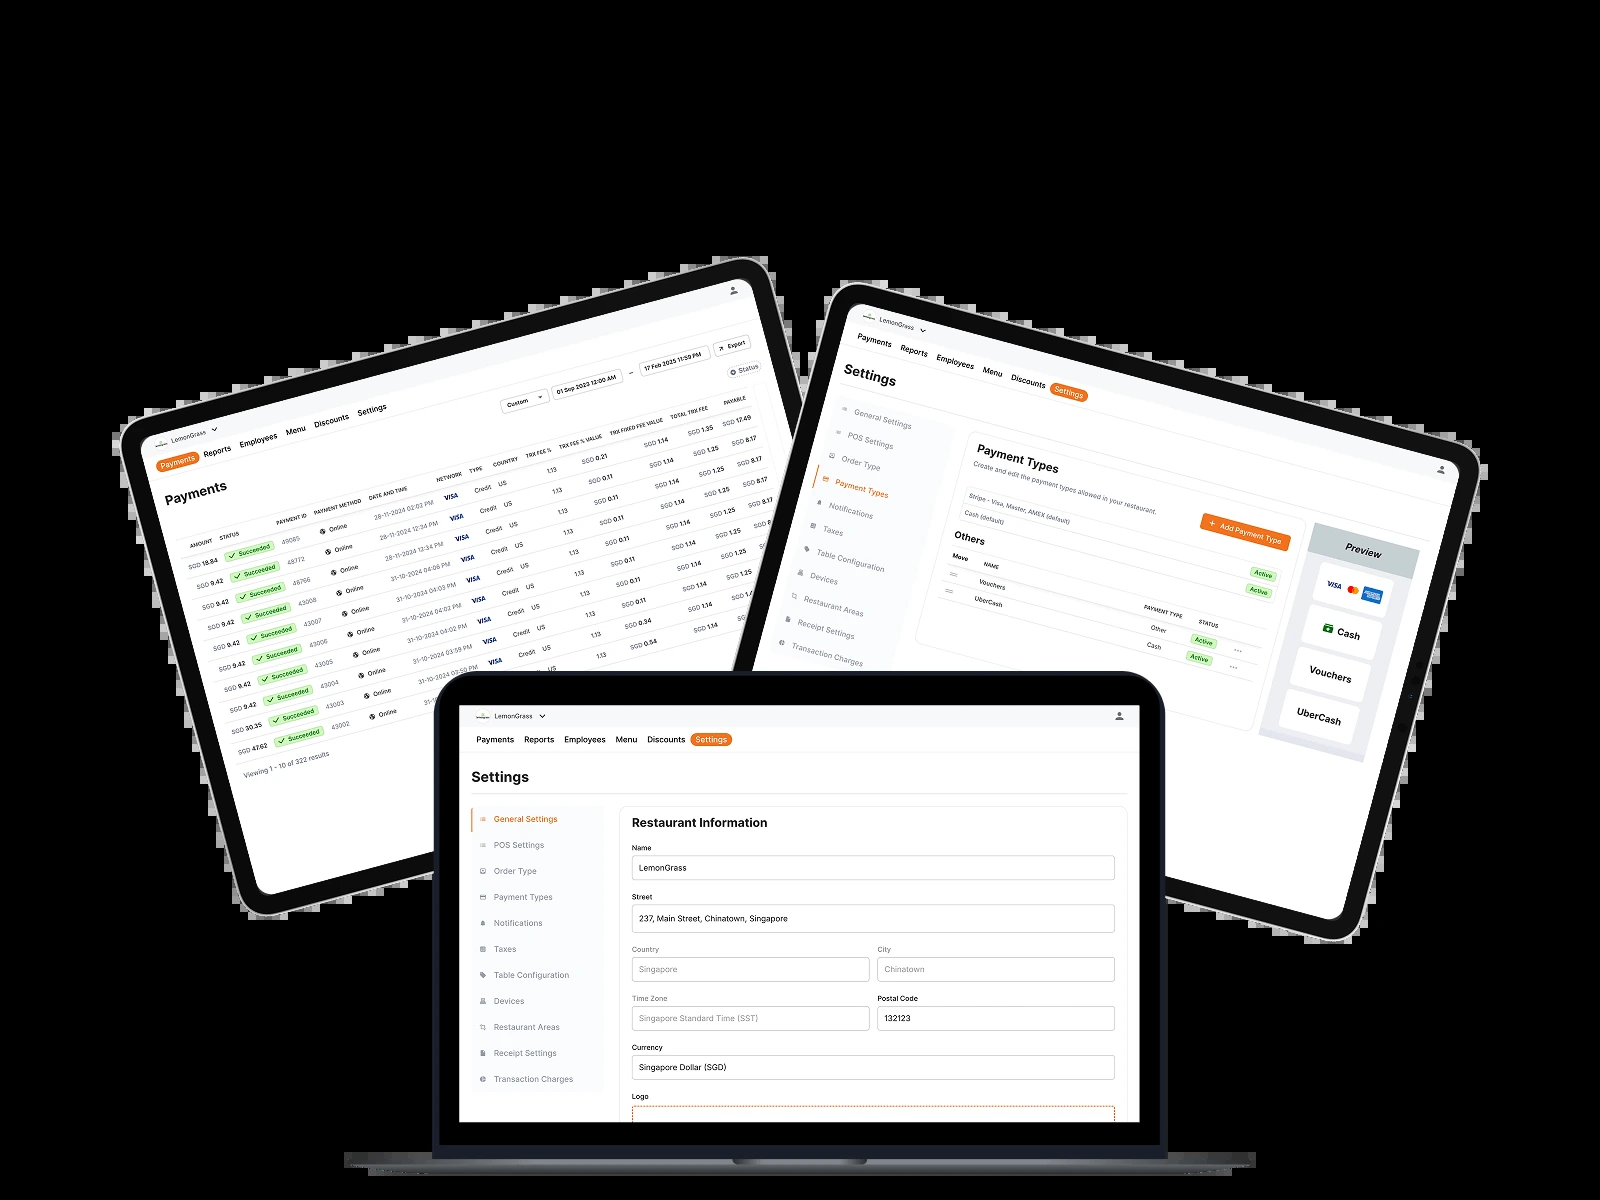 LemonGrass
Payments Reports Employees Menu Discounts Settings
Payments
Custom 01 Sep 2023 12:00 AM – 17 Feb 2025 11:59 PM Export
Status
AMOUNT STATUS PAYMENT ID PAYMENT METHOD DATE AND TIME NETWORK TYPE COUNTRY TRX FEE % TRX FEE % VALUE TRX FIXED FEE VALUE TOTAL TRX FEE PAYABLE
SGD 18.84 Succeeded 49085 Online 28-11-2024 02:02 PM VISA Credit US 1.13 SGD 0.21 SGD 1.14 SGD 1.35 SGD 17.49
SGD 9.42 Succeeded 48772 Online 28-11-2024 12:34 PM VISA Credit US 1.13 SGD 0.11 SGD 1.14 SGD 1.25 SGD 8.17
SGD 9.42 Succeeded 48766 Online 28-11-2024 12:34 PM VISA Credit US 1.13 SGD 0.11 SGD 1.14 SGD 1.25 SGD 8.17
SGD 9.42 Succeeded 43008 Online 31-10-2024 04:06 PM VISA Credit US 1.13 SGD 0.11 SGD 1.14 SGD 1.25 SGD 8.17
SGD 9.42 Succeeded 43007 Online 31-10-2024 04:03 PM VISA Credit US 1.13 SGD 0.11 SGD 1.14 SGD 1.25 SGD 8.17
SGD 9.42 Succeeded 43006 Online 31-10-2024 04:02 PM VISA Credit US 1.13 SGD 0.11 SGD 1.14 SGD 1.25
SGD 9.42 Succeeded 43005 Online 31-10-2024 04:02 PM VISA Credit US 1.13 SGD 0.11 SGD 1.14 SGD 1.25
SGD 9.42 Succeeded 43004 Online 31-10-2024 03:59 PM VISA Credit US 1.13 SGD 0.11 SGD 1.14 SGD 1.25
SGD 30.35 Succeeded 43003 Online 31-10-2024 03:59 PM Credit US 1.13 SGD 0.34 SGD 1.14
SGD 47.62 Succeeded 43002 Online US 1.13 SGD 0.54 SGD 1.14
Viewing 1 - 10 of 322 results
LemonGrass
Payments Reports Employees Menu Discounts Settings
Settings
General Settings
POS Settings
Order Type
Payment Types
Notifications
Taxes
Table Configuration
Devices
Restaurant Areas
Receipt Settings
Transaction Charges
Payment Types
Create and edit the payment types allowed in your restaurant.
+ Add Payment Type
Stripe - Visa, Master, AMEX (default) Active
Cash (default) Active
Others
Move NAME PAYMENT TYPE STATUS
Vouchers Other Active
UberCash Cash Active
Preview
VISA
Cash
Vouchers
UberCash
LemonGrass
Payments Reports Employees Menu Discounts Settings
Settings
General Settings
POS Settings
Order Type
Payment Types
Notifications
Taxes
Table Configuration
Devices
Restaurant Areas
Receipt Settings
Transaction Charges
Restaurant Information
Name
LemonGrass
Street
237, Main Street, Chinatown, Singapore
Country City
Singapore Chinatown
Time Zone Postal Code
Singapore Standard Time (SST) 132123
Currency
Singapore Dollar (SGD)
Logo